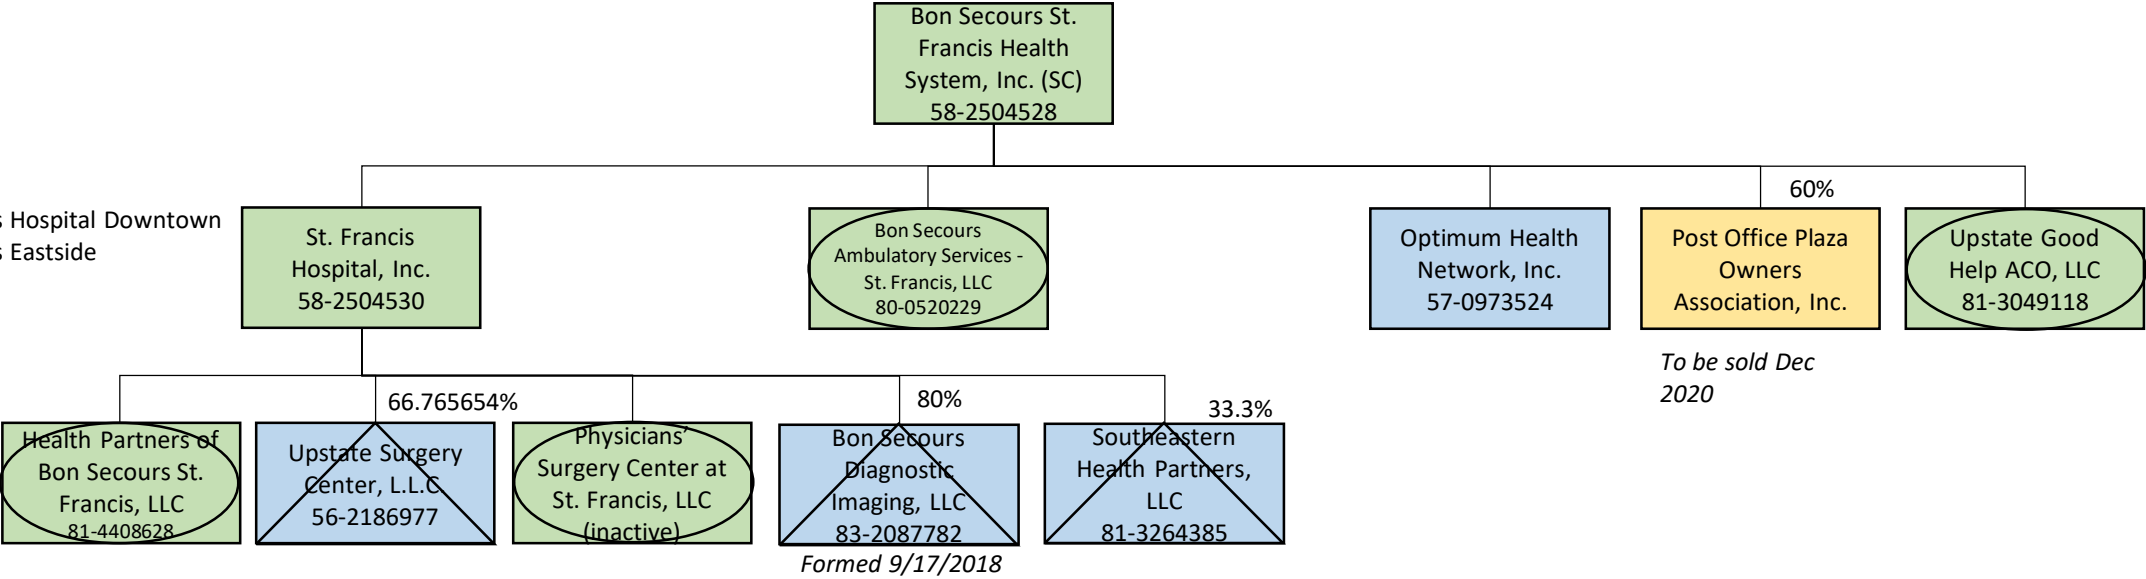 Bon Secours St.
Francis Health
System, Inc. (SC)
58-2504528
60%
Hospital Downtown
Eastside
St. Francis
Hospital, Inc.
58-2504530
Bon Secours
Ambulatory Services -
St. Francis, LLC
80-0520229
Optimum Health
Network, Inc.
57-0973524
Post Office Plaza
Owners
Association, Inc.
Upstate Good
Help ACO, LLC
81-3049118
To be sold Dec
2020
66.765654%
80%
33.3%
Health Partners of
Bon Secours St.
Francis, LLC
81-4408628
Upstate Surgery
Center, L.L.C.
56-2186977
Physicians’
Surgery Center at
St. Francis, LLC
(inactive)
Bon Secours
Diagnostic
Imaging, LLC
83-2087782
Southeastern
Health Partners,
LLC
81-3264385
Formed 9/17/2018